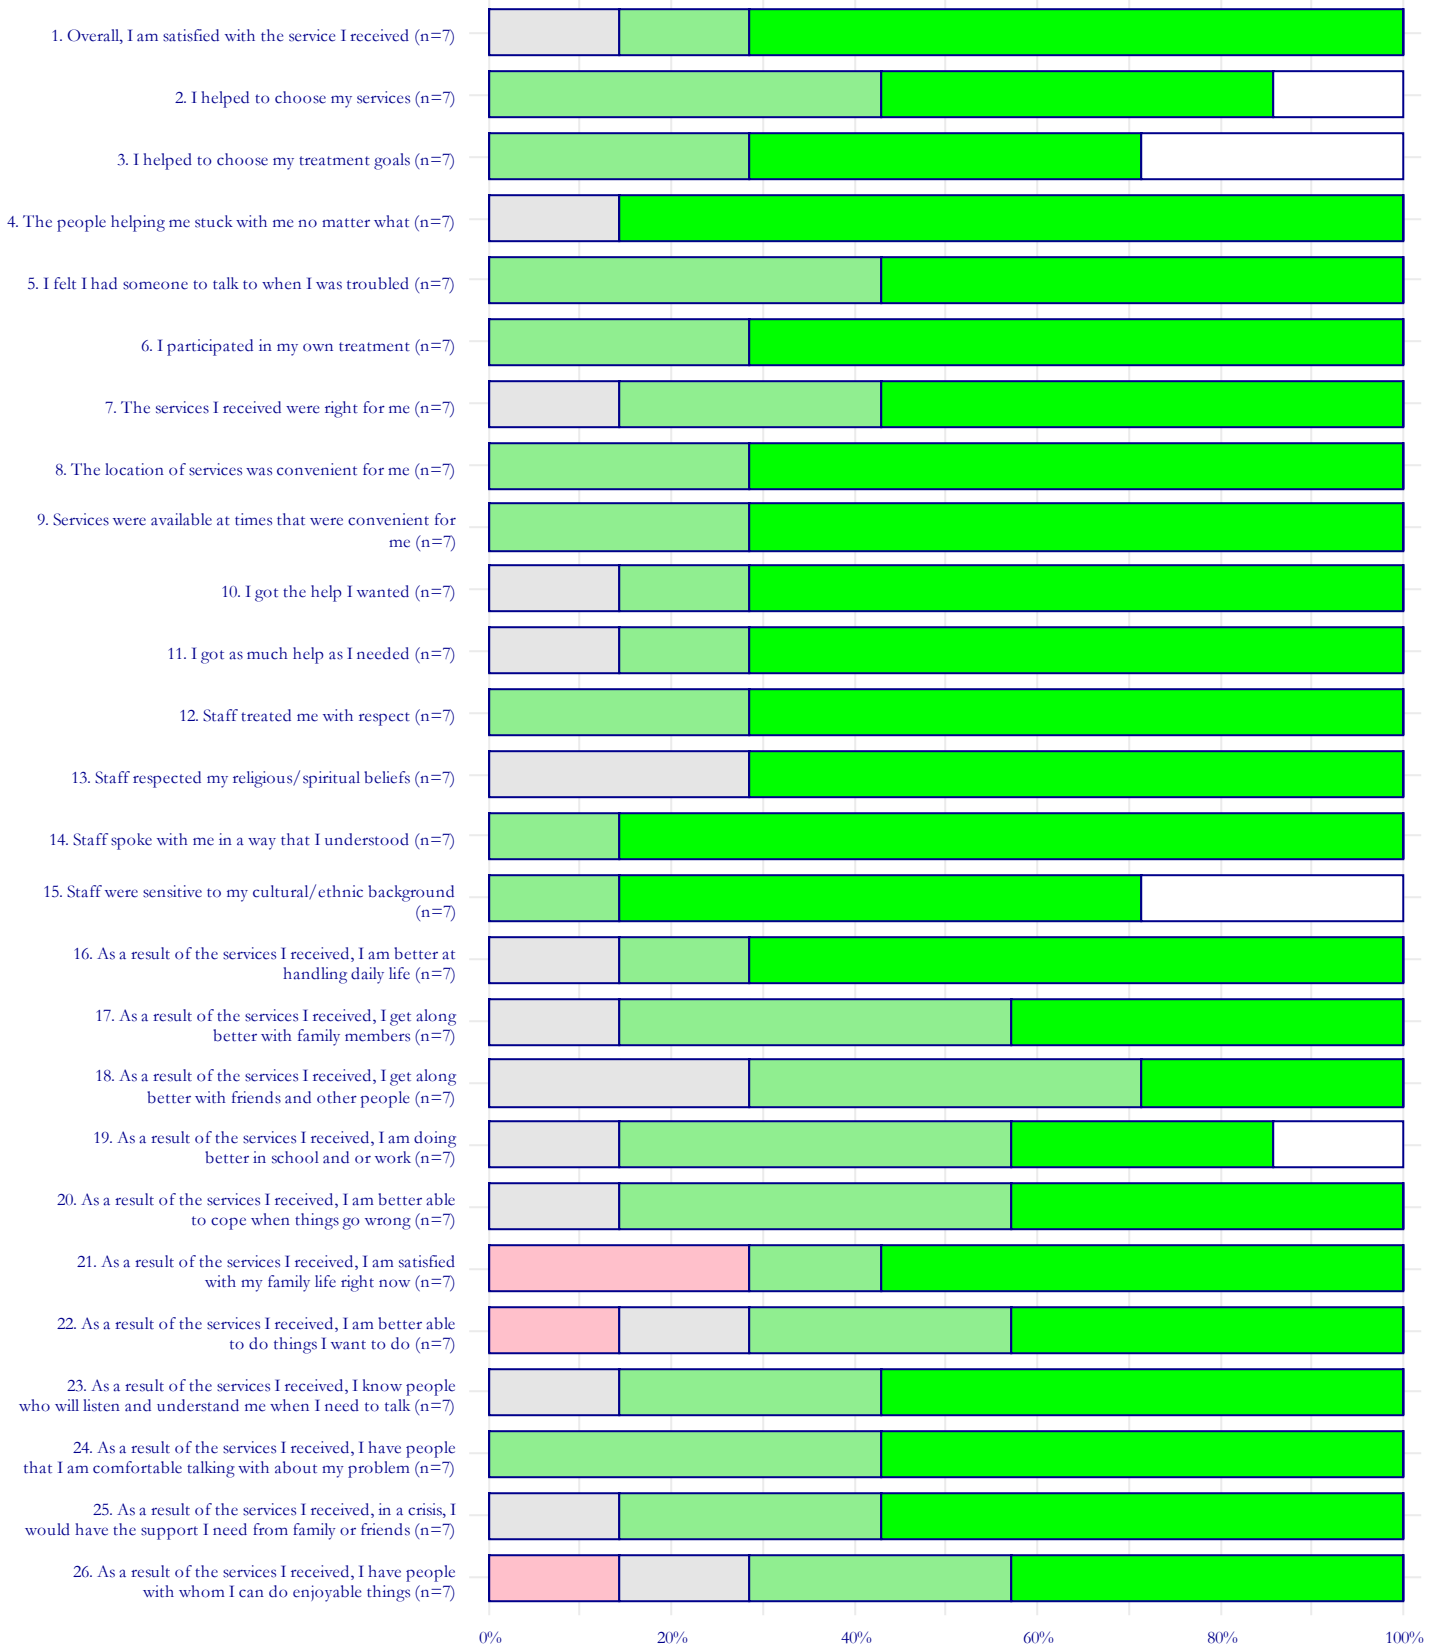 1. Overall, I am satisfied with the service I received (n=7)
2. I helped to choose my services (n=7)
3. I helped to choose my treatment goals (n=7)
4. The people helping me stuck with me no matter what (n=7)
5. I felt I had someone to talk to when I was troubled (n=7)
6. I participated in my own treatment (n=7)
7. The services I received were right for me (n=7)
8. The location of services was convenient for me (n=7)
9. Services were available at times that were convenient for
me (n=7)
10. I got the help I wanted (n=7)
11. I got as much help as I needed (n=7)
12. Staff treated me with respect (n=7)
13. Staff respected my religious/spiritual beliefs (n=7)
14. Staff spoke with me in a way that I understood (n=7)
15. Staff were sensitive to my cultural/ethnic background
(n=7)
16. As a result of the services I received, I am better at
handling daily life (n=7)
17. As a result of the services I received, I get along
better with family members (n=7)
18. As a result of the services I received, I get along
better with friends and other people (n=7)
19. As a result of the services I received, I am doing
better in school and or work (n=7)
20. As a result of the services I received, I am better able
to cope when things go wrong (n=7)
21. As a result of the services I received, I am satisfied
with my family life right now (n=7)
22. As a result of the services I received, I am better able
to do things I want to do (n=7)
23. As a result of the services I received, I know people
who will listen and understand me when I need to talk (n=7)
24. As a result of the services I received, I have people
that I am comfortable talking with about my problem (n=7)
25. As a result of the services I received, in a crisis, I
would have the support I need from family or friends (n=7)
26. As a result of the services I received, I have people
with whom I can do enjoyable things (n=7)
0% 20% 40% 60% 80% 100%